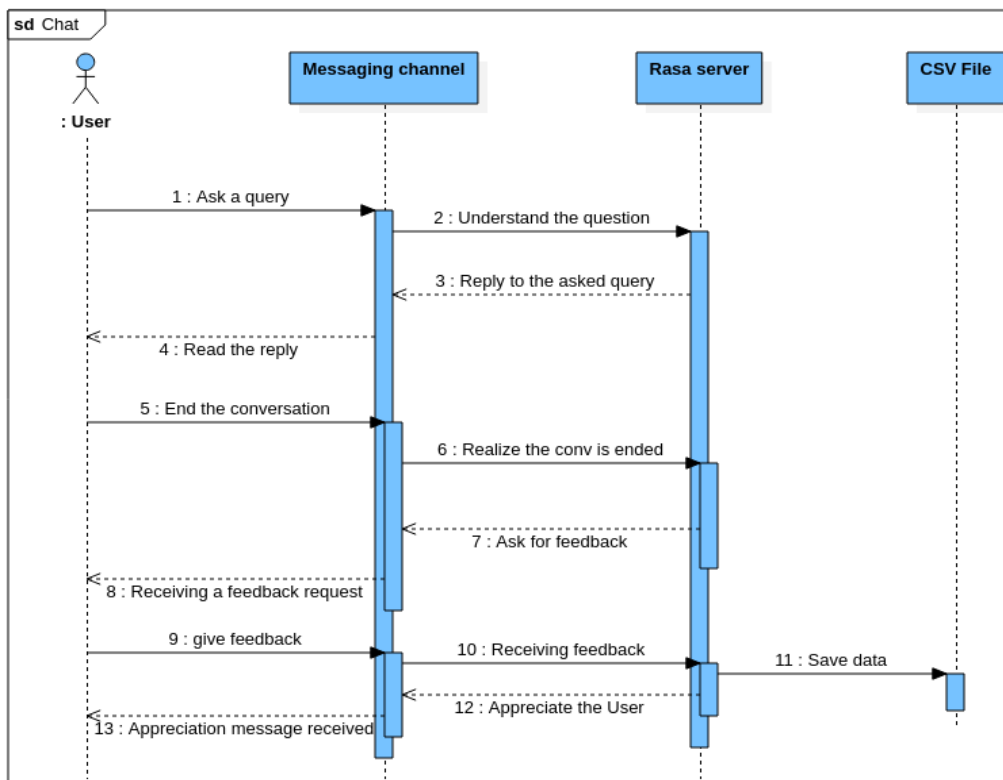 sd Chat
: User
Messaging channel
Rasa server
CSV File
1 : Ask a query
2 : Understand the question
3 : Reply to the asked query
4 : Read the reply
5 : End the conversation
6 : Realize the conv is ended
7 : Ask for feedback
8 : Receiving a feedback request
9 : give feedback
10 : Receiving feedback
11 : Save data
12 : Appreciate the User
13 : Appreciation message received